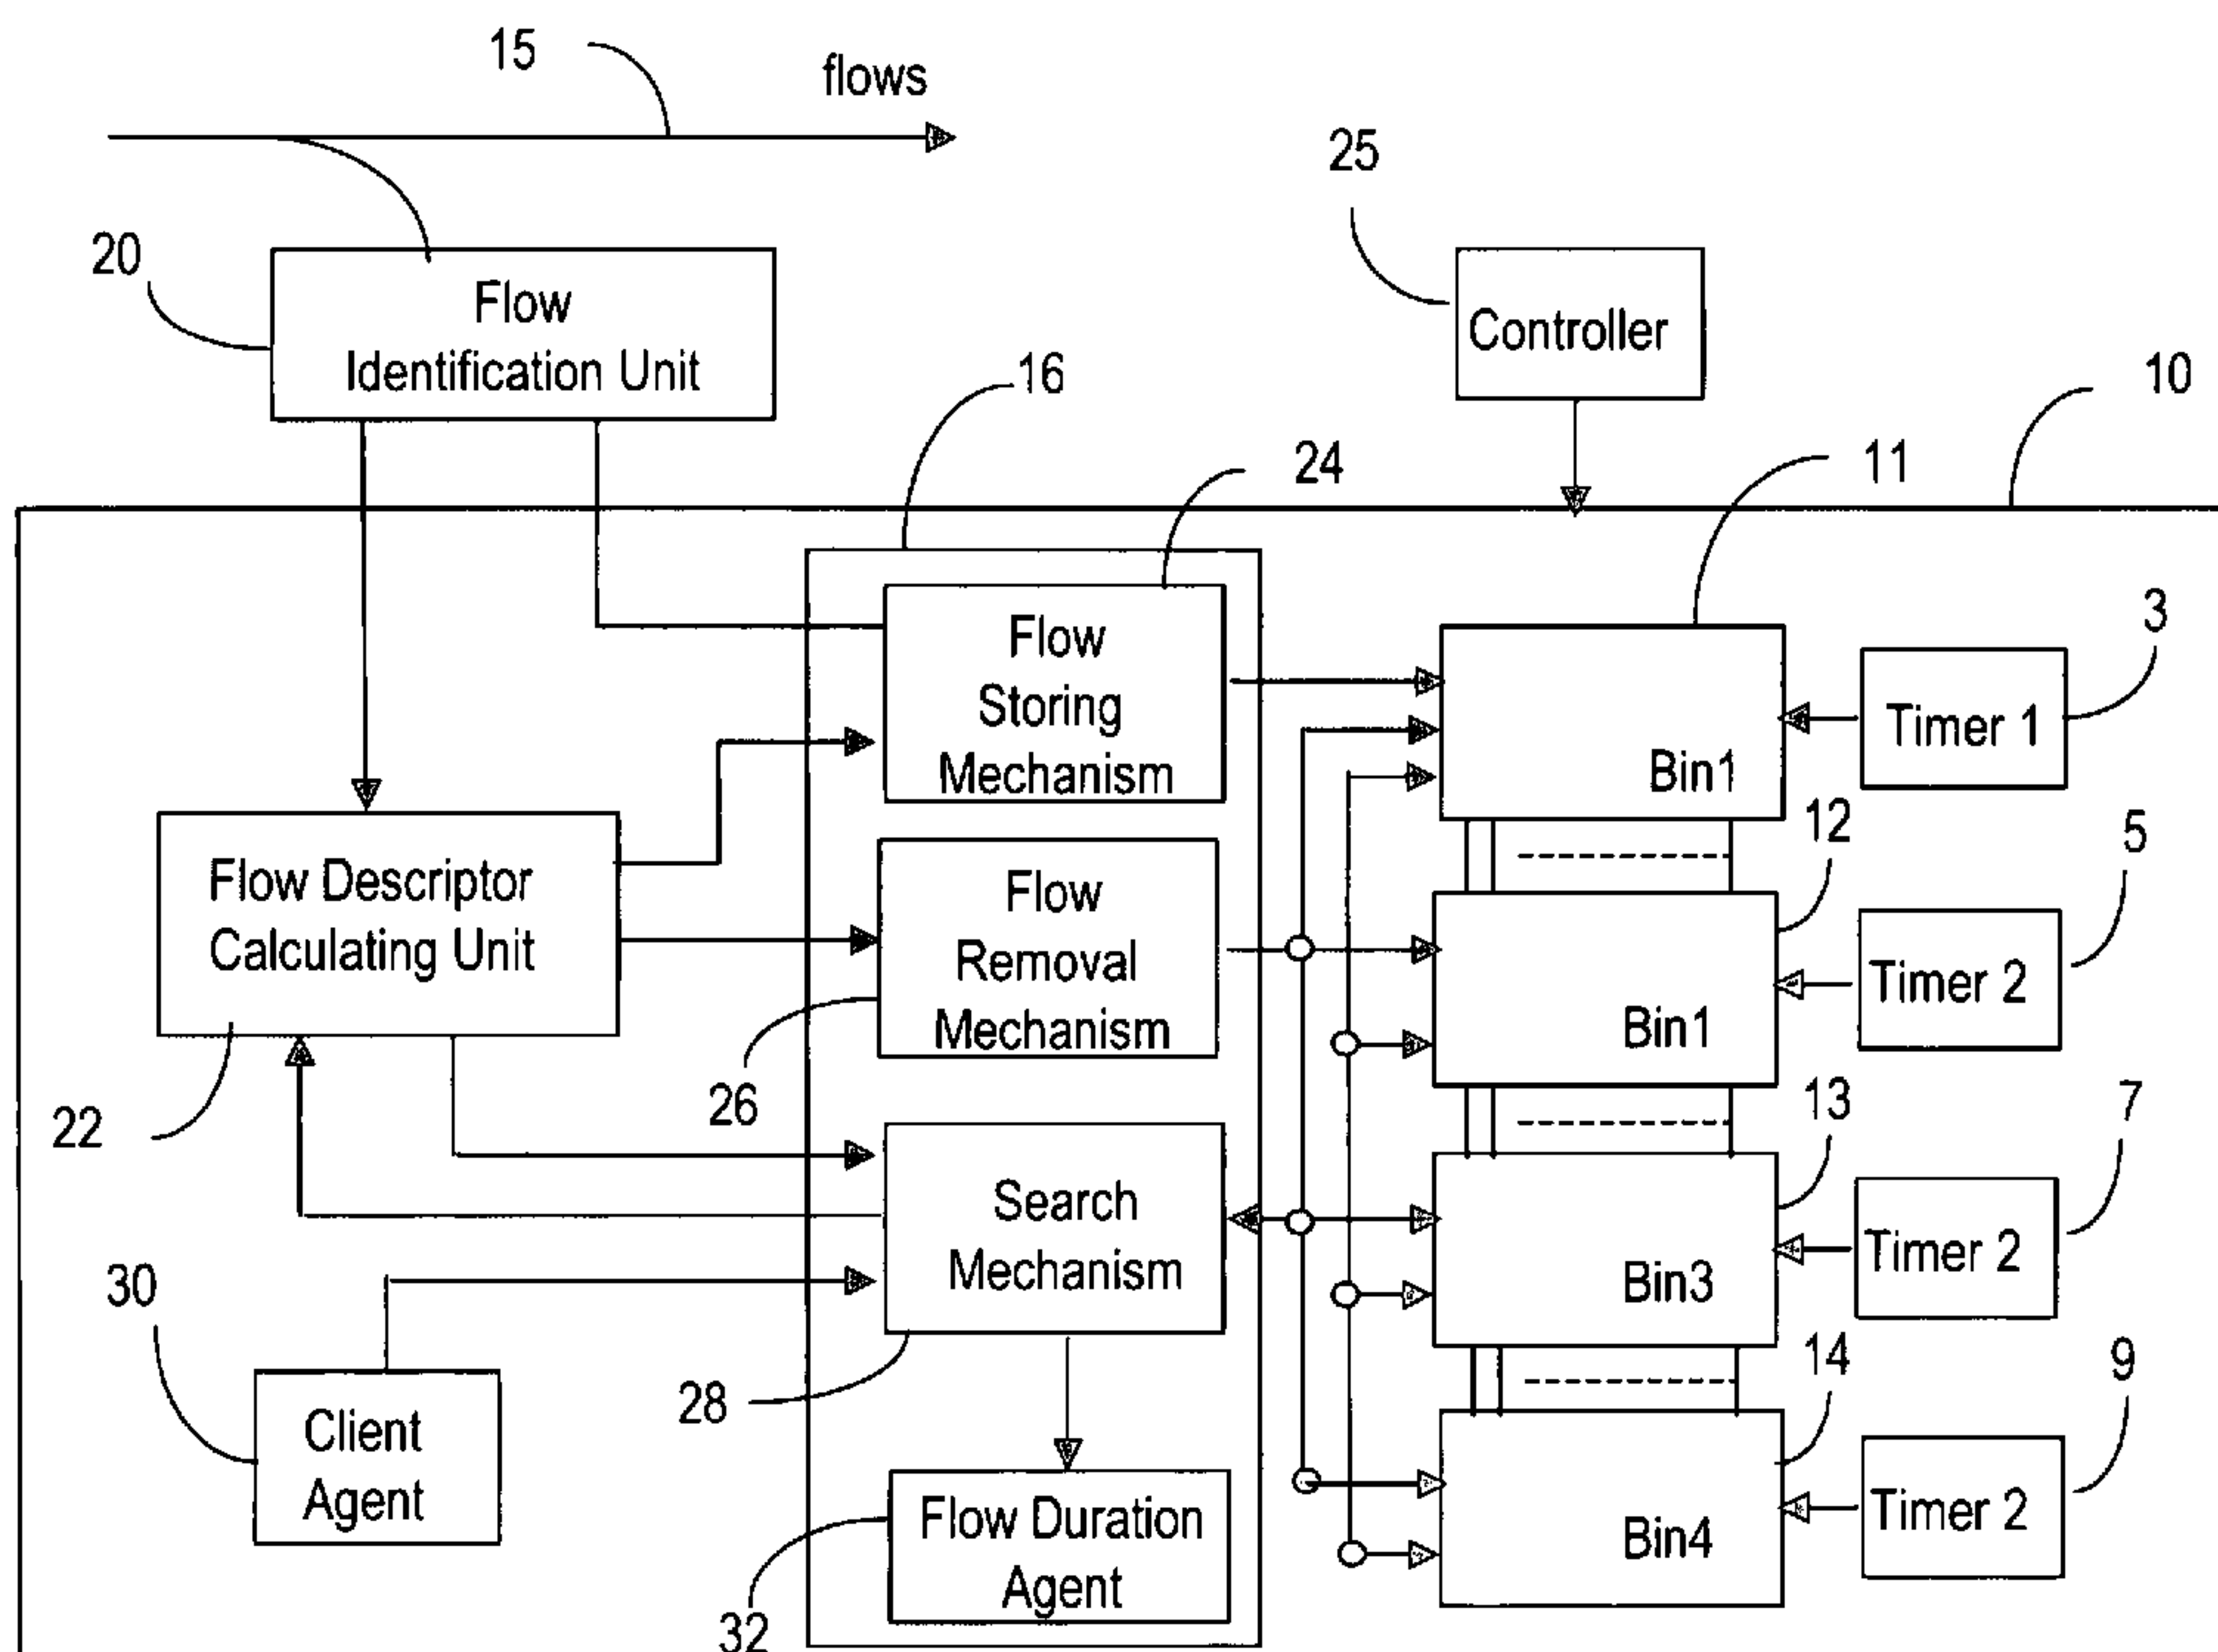 15
flows
25
20
Flow
Identification Unit
Controller
16
10
24
11
Flow
Storing
Mechanism
3
Timer 1
Bin1
12
5
Flow Descriptor
Calculating Unit
Flow
Removal
Mechanism
Timer 2
Bin1
26
22
13
7
Search
Mechanism
Timer 2
Bin3
30
28
14
9
Client
Agent
Flow Duration
Agent
Timer 2
Bin4
32